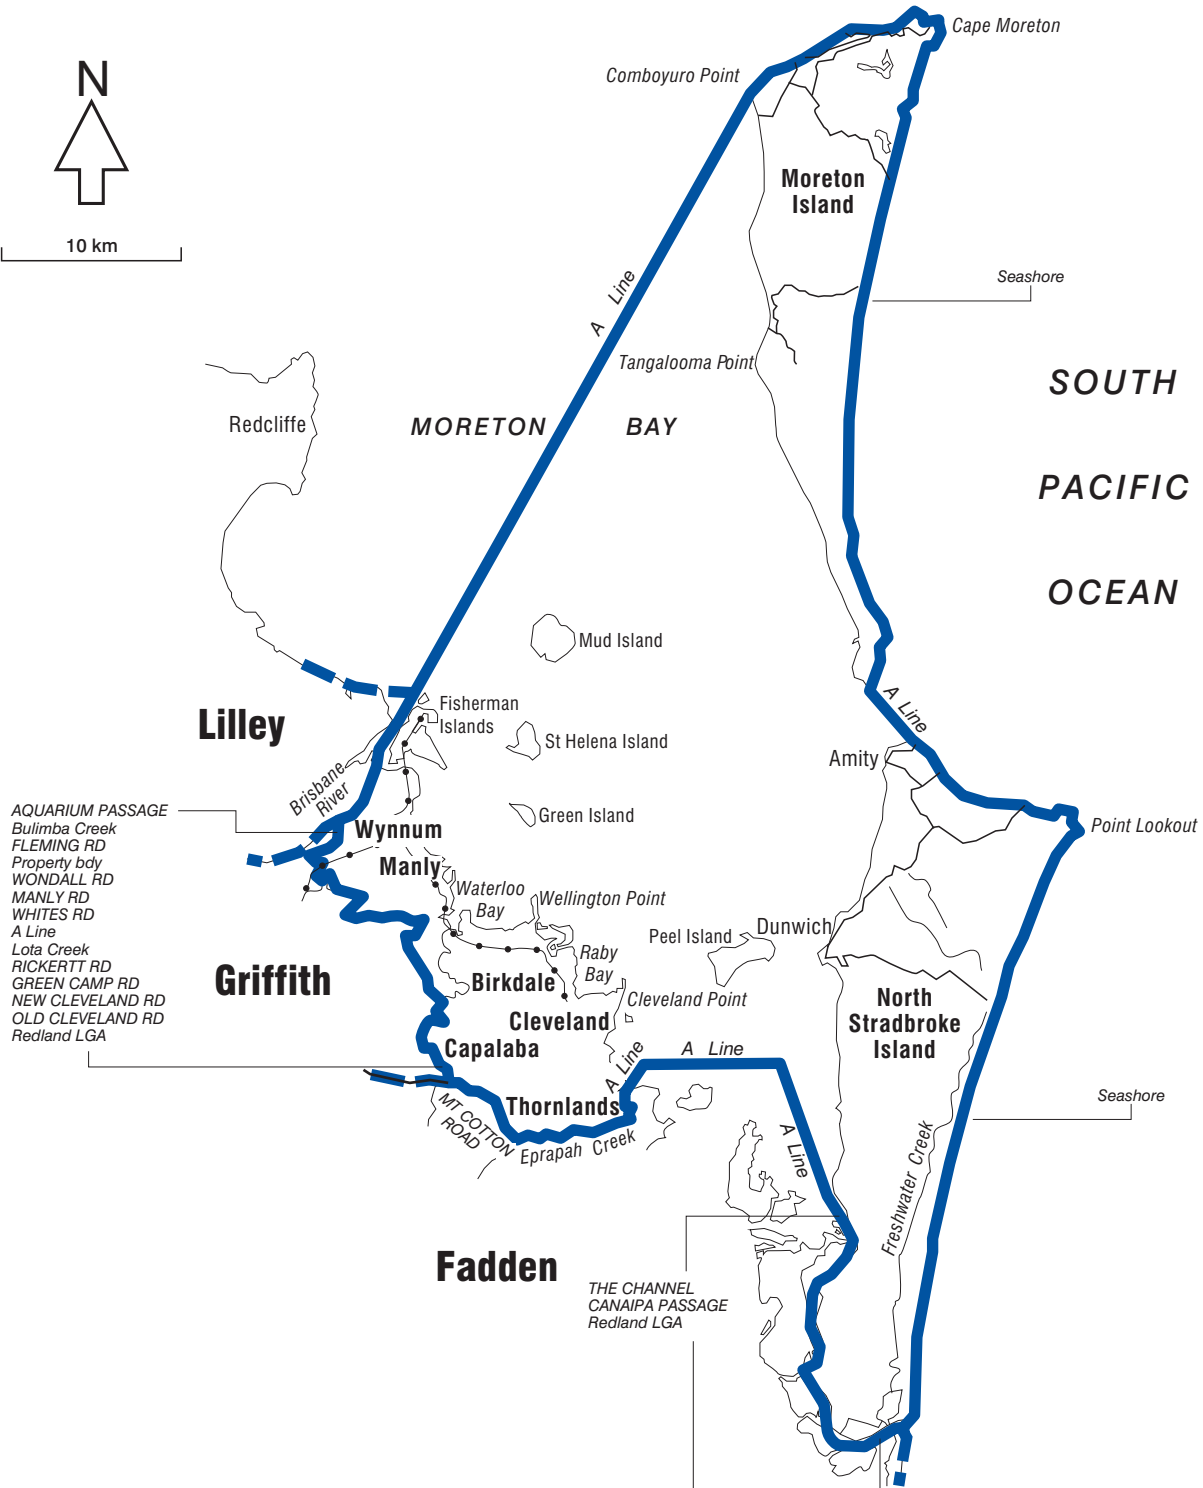 Cape Moreton
N
Comboyuro Point
Moreton
Island
10 km
A Line
Seashore
Tangalooma Point
SOUTH
Redcliffe
MORETON BAY
PACIFIC
OCEAN
Mud Island
A Line
Fisherman
Islands
Lilley
St Helena Island
Amity
Brisbane
River
AQUARIUM PASSAGE
Bulimba Creek
FLEMING RD
Property bdy
WONDALL RD
MANLY RD
WHITES RD
A Line
Lota Creek
RICKERTT RD
GREEN CAMP RD
NEW CLEVELAND RD
OLD CLEVELAND RD
Redland LGA
Green Island
Wynnum
Point Lookout
Manly
Waterloo
Bay
Wellington Point
Dunwich
Peel Island
Raby
Bay
Griffith
Birkdale
Cleveland Point
North
Stradbroke
Island
Cleveland
Capalaba
A Line
A Line
Thornlands
Seashore
MT COTTON
ROAD
Eprapah Creek
A Line
Freshwater Creek
Fadden
THE CHANNEL
CANAIPA PASSAGE
Redland LGA